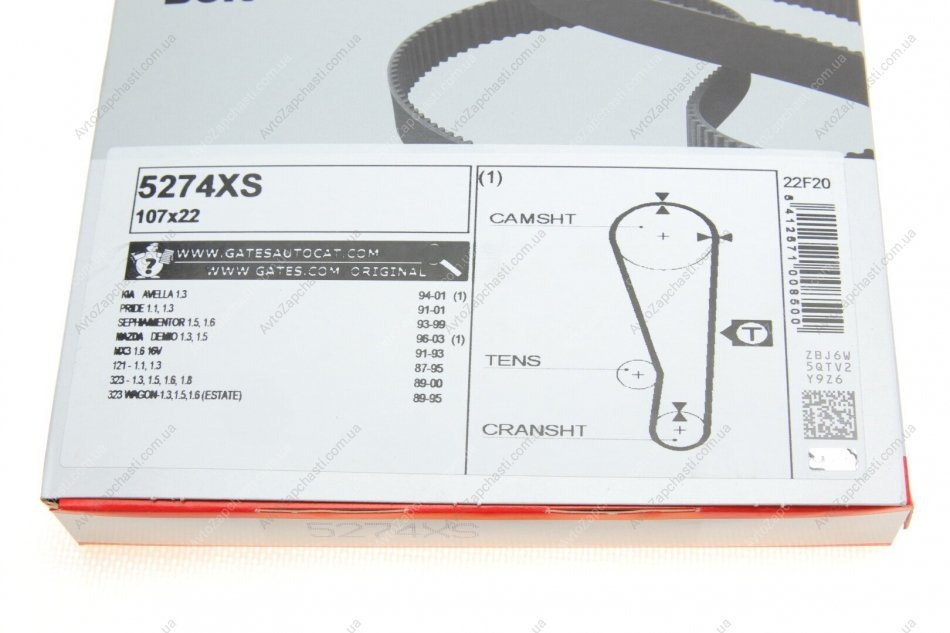 5274XS
107x22
WWW.GATESAUTOCAT.COM
WWW.GATES.COM ORIGINAL
KIA AVELLA 1.3 94-01 (1)
PRIDE 1.1, 1.3 91-01
SEPHIA/MENTOR 1.5, 1.6 93-99
MAZDA DEMIO 1.3, 1.5 96-03 (1)
MX3 1.6 16V 91-93
121 - 1.1, 1.3 87-95
323 - 1.3, 1.5, 1.6, 1.8 89-00
323 WAGON-1.3,1.5,1.6 (ESTATE) 89-95
(1)
CAMSHT
T
TENS
CRANSHT
22F20
5412571008500
ZBJ6W
5QTV2
Y9Z6
5274XS
AvtoZapchasti.com.ua